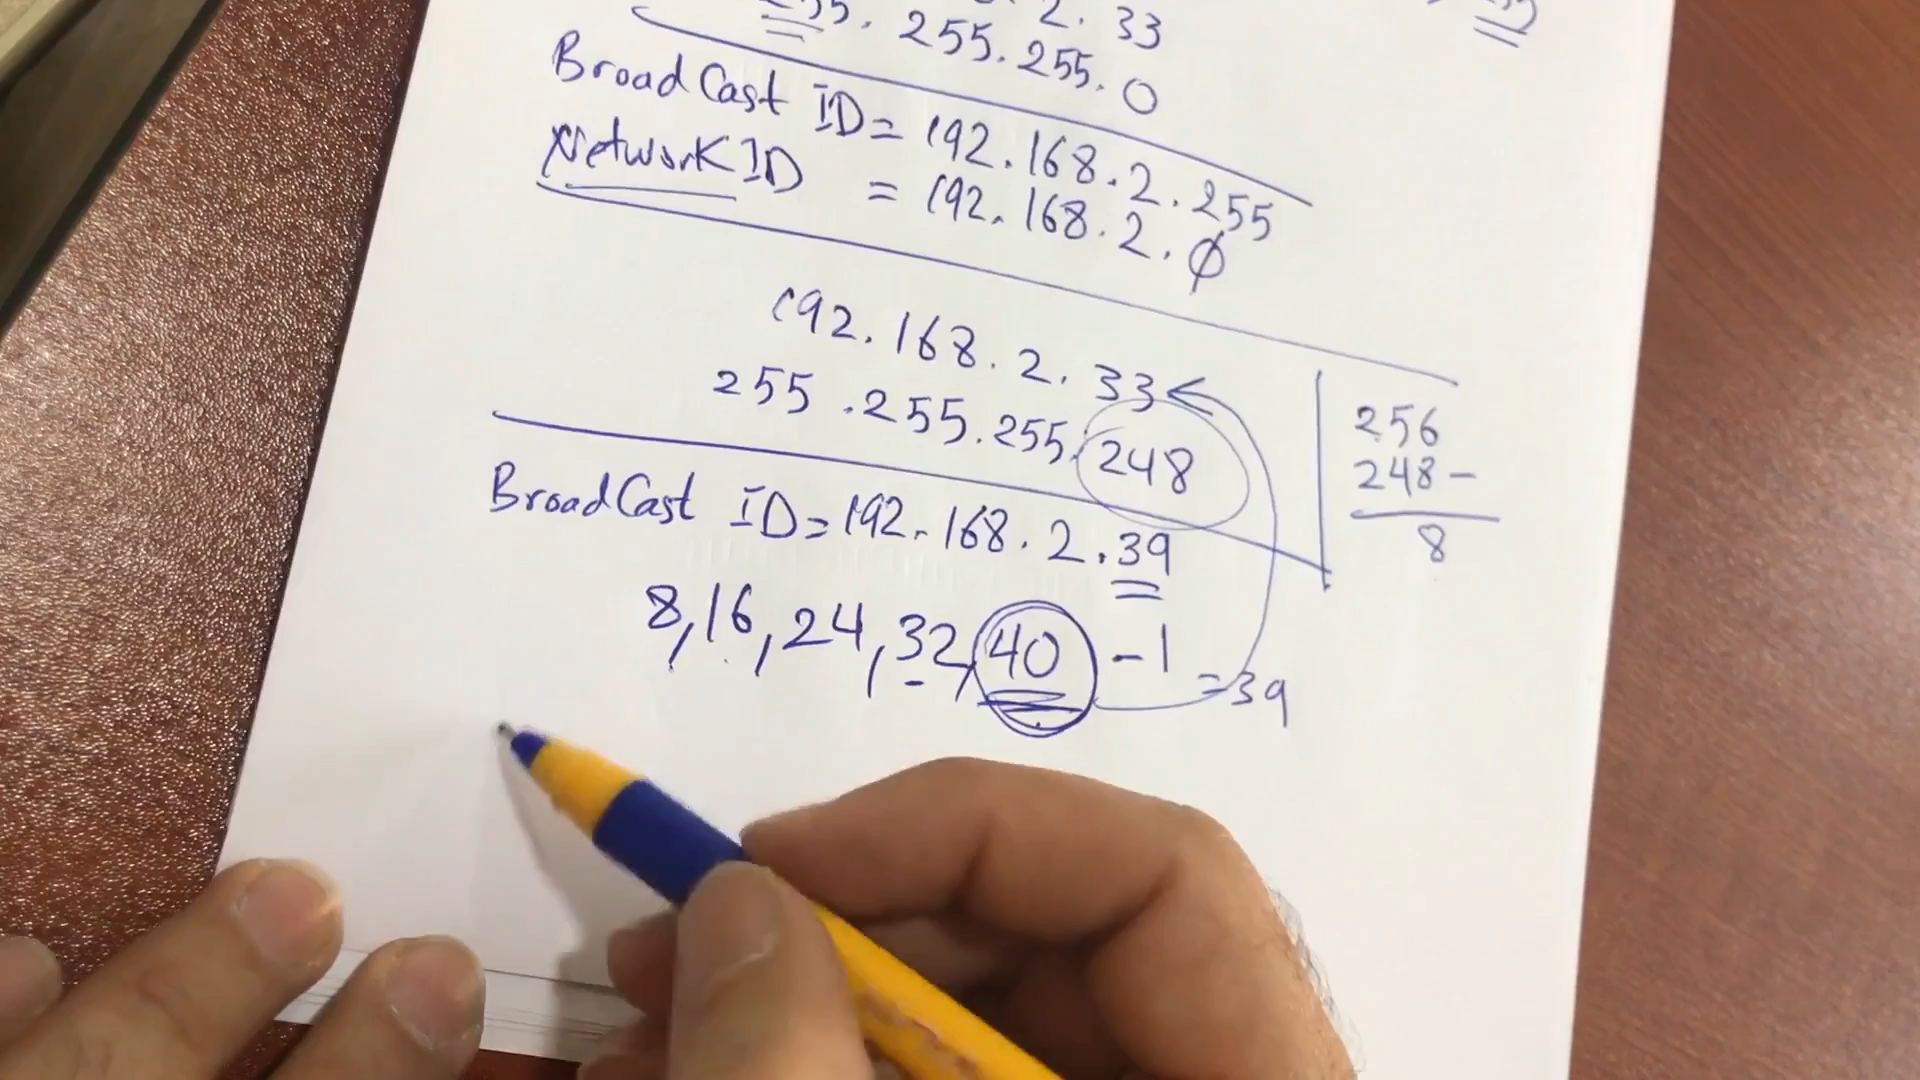 2.33
255.255.255.0
BroadCast ID= 192.168.2.255
Network ID = 192.168.2.0
192.168.2.33
255.255.255.248
256
248-
8
BroadCast ID=192.168.2.39
8,16,24,32,40 -1 =39